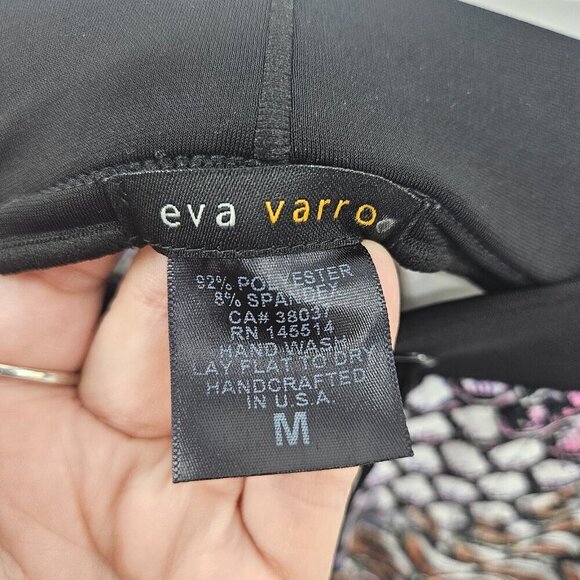 eva varro
92% POLYESTER
8% SPANDEX
CA# 38037
RN 145514
HAND WASH
LAY FLAT TO DRY
HANDCRAFTED
IN U.S.A.
M